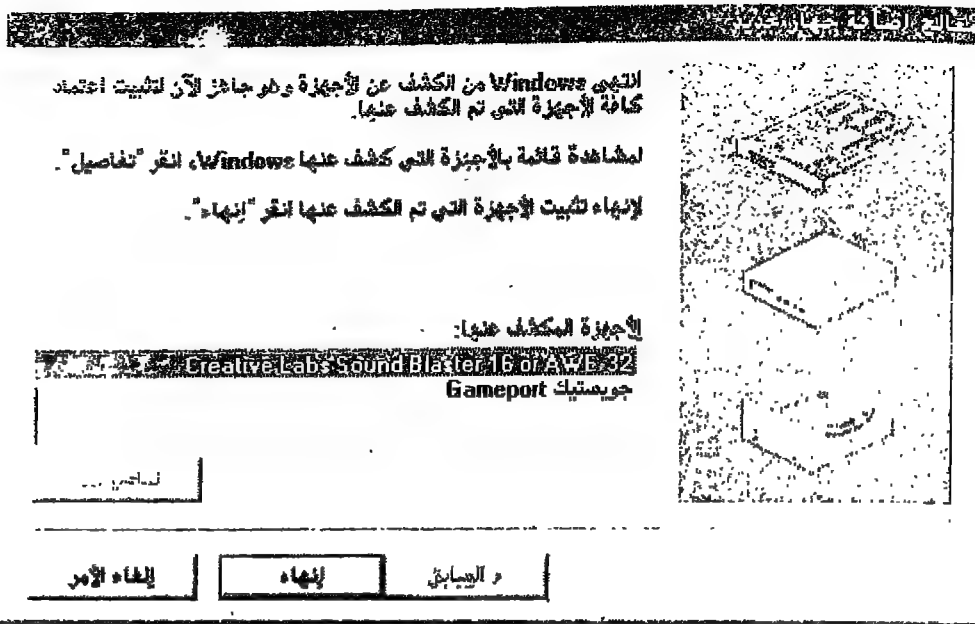 انتهى Windows من الكشف عن الأجهزة وهو جاهز الآن لتثبيت اعتماد
كافة الأجهزة التي تم الكشف عنها.
لمشاهدة قائمة بالأجهزة التي كشف عنها Windows، انقر "تفاصيل".
لإنهاء تثبيت الأجهزة التي تم الكشف عنها انقر "إنهاء".
الأجهزة المكشف عنها:
Creative Labs Sound Blaster 16 or AWE-32
جويستيك Gameport
السابق
إنهاء
إلغاء الأمر